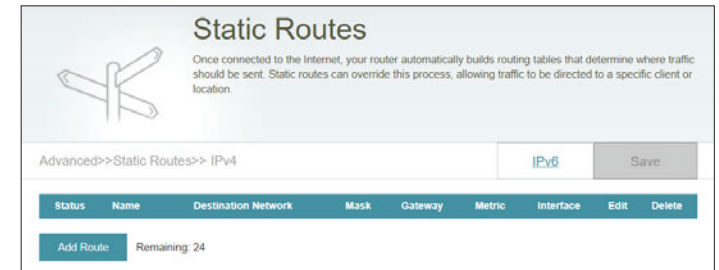 Static Routes
Once connected to the Internet, your router automatically builds routing tables that determine where traffic
should be sent. Static routes can override this process, allowing traffic to be directed to a specific client or
location.
Advanced>>Static Routes>> IPv4 IPv6 Save
Status Name Destination Network Mask Gateway Metric Interface Edit Delete
Add Route Remaining: 24